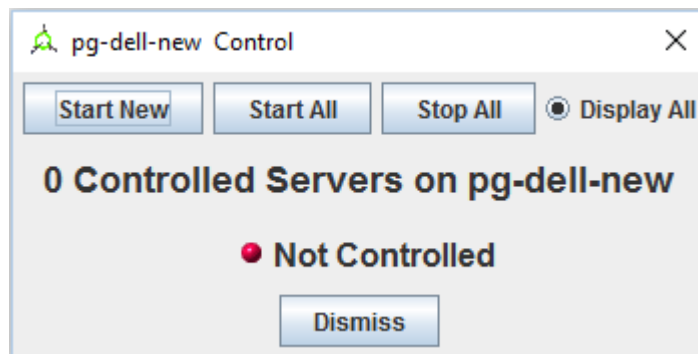 pg-dell-new Control
Start New Start All Stop All Display All
0 Controlled Servers on pg-dell-new
Not Controlled
Dismiss